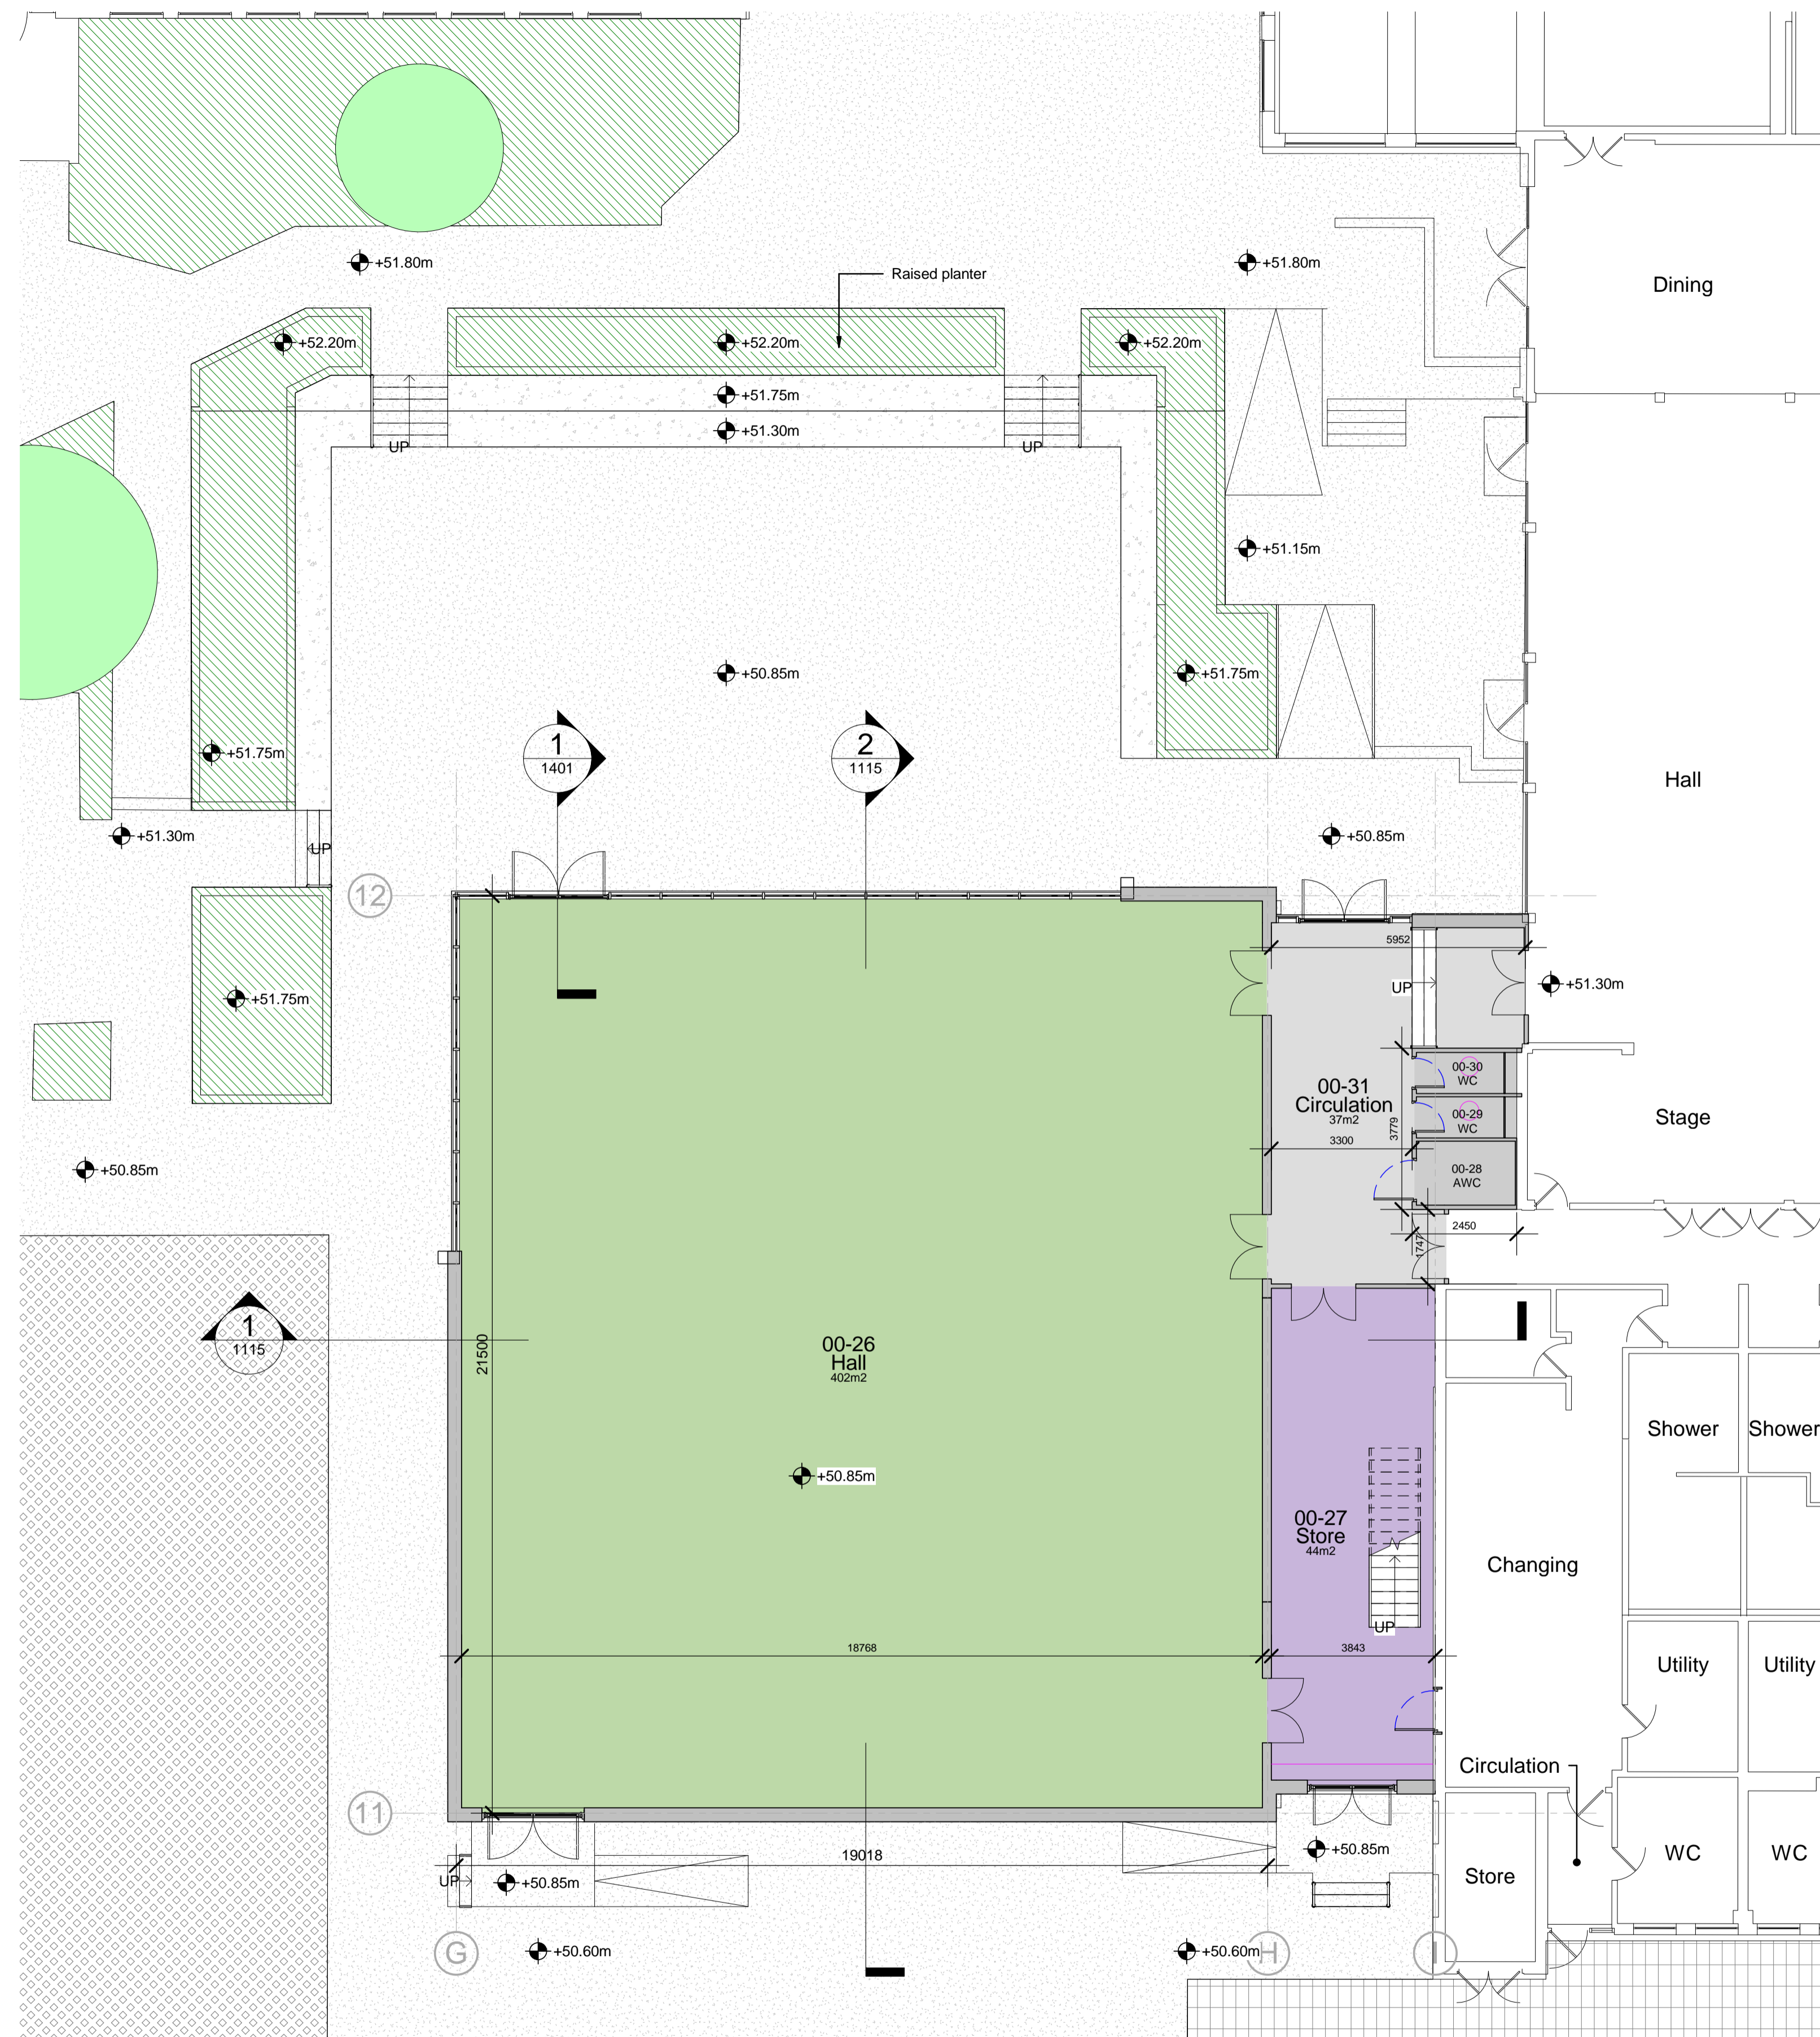 +51.80m
+51.80m
Raised planter
Dining
+52.20m
+52.20m
+52.20m
+51.75m
+51.30m
UP
UP
+51.15m
+50.85m
+51.75m
1
1401
2
1115
+51.75m
Hall
+51.30m
UP
+50.85m
12
5952
+51.75m
UP
+51.30m
00-30
WC
00-31
Circulation
37m2
00-29
WC
3779
3300
Stage
+50.85m
00-28
AWC
2450
1747
1
1115
21500
00-26
Hall
402m2
Shower
Shower
+50.85m
00-27
Store
44m2
Changing
UP
18768
3843
Utility
Utility
Circulation
11
19018
+50.85m
WC
WC
UP
+50.85m
Store
G
+50.60m
+50.60m
H
I